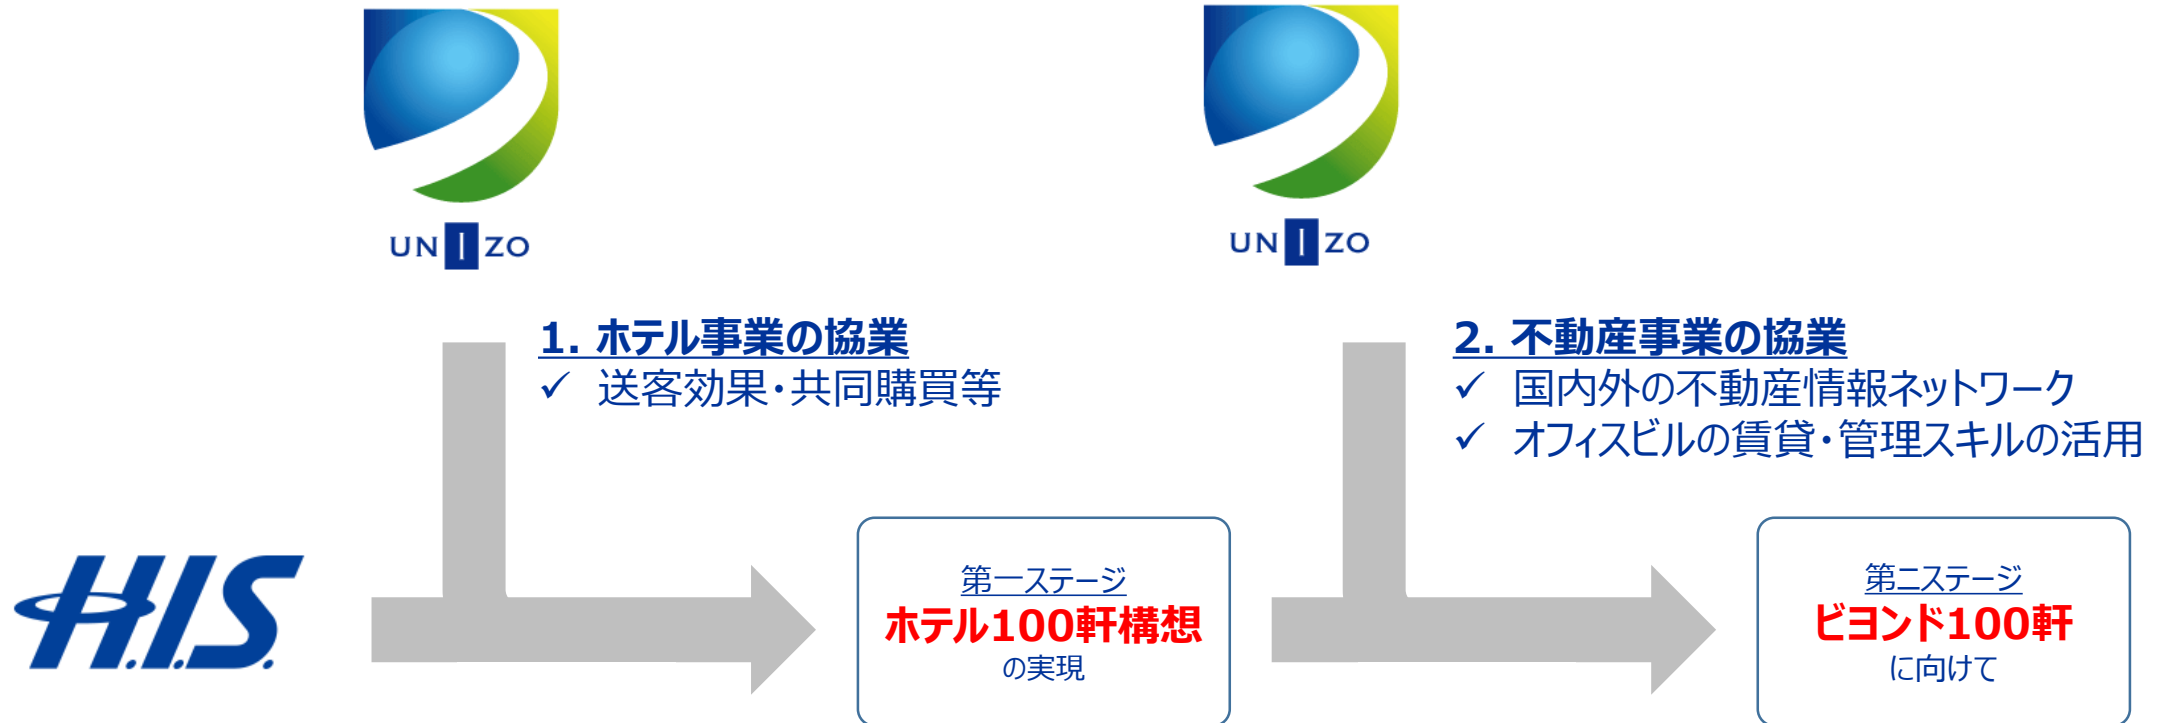 UNIZO
UNIZO
1. ホテル事業の協業
✓ 送客効果・共同購買等
2. 不動産事業の協業
✓ 国内外の不動産情報ネットワーク
✓ オフィスビルの賃貸・管理スキルの活用
H.I.S.
第一ステージ
ホテル100軒構想
の実現
第二ステージ
ビヨンド100軒
に向けて